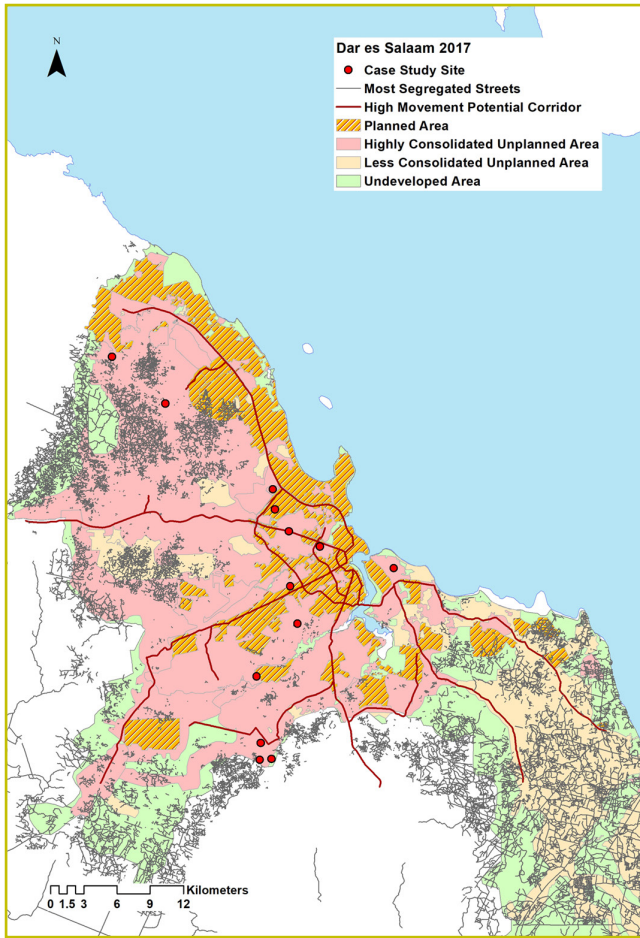 N
Dar es Salaam 2017
Case Study Site
Most Segregated Streets
High Movement Potential Corridor
Planned Area
Highly Consolidated Unplanned Area
Less Consolidated Unplanned Area
Undeveloped Area
Kilometers
0 1.5 3 6 9 12